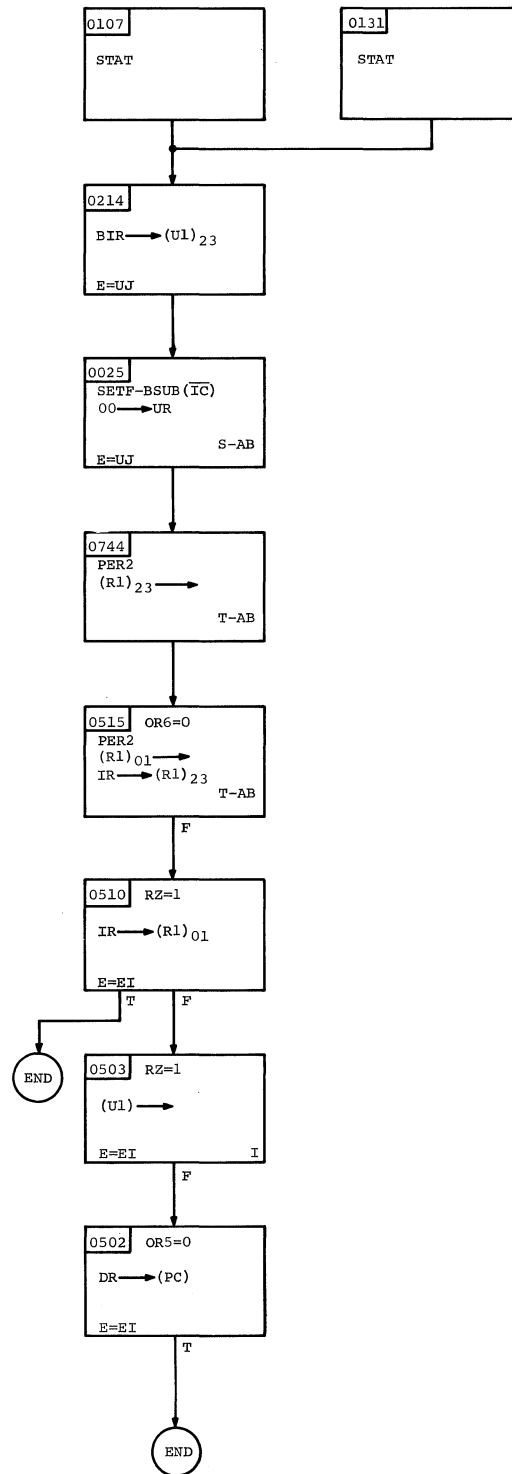 0107
STAT
0131
STAT
0214
BIR → (U1)23
E=UJ
0025
SETF-BSUB(I̅C̅)
00 → UR
S-AB
E=UJ
0744
PER2
(R1)23 →
T-AB
0515 OR6=0
PER2
(R1)01 →
IR → (R1)23
T-AB
F
0510 RZ=1
IR → (R1)01
E=EI
T F
END
0503 RZ=1
(U1) →
E=EI I
F
0502 OR5=0
DR → (PC)
E=EI
T
END